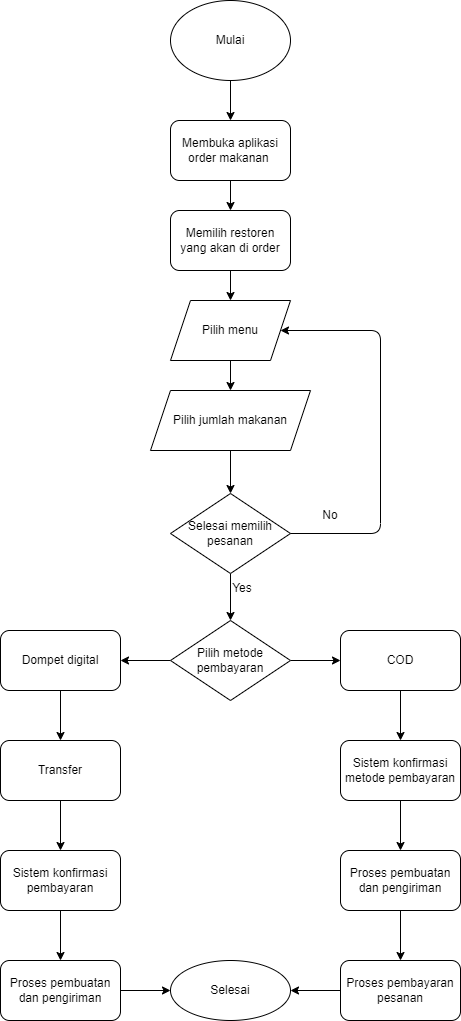 Mulai
Membuka aplikasi
order makanan
Memilih restoren
yang akan di order
Pilih menu
Pilih jumlah makanan
Selesai memilih
pesanan
No
Yes
Pilih metode
pembayaran
Dompet digital
COD
Transfer
Sistem konfirmasi
metode pembayaran
Sistem konfirmasi
pembayaran
Proses pembuatan
dan pengiriman
Proses pembuatan
dan pengiriman
Selesai
Proses pembayaran
pesanan